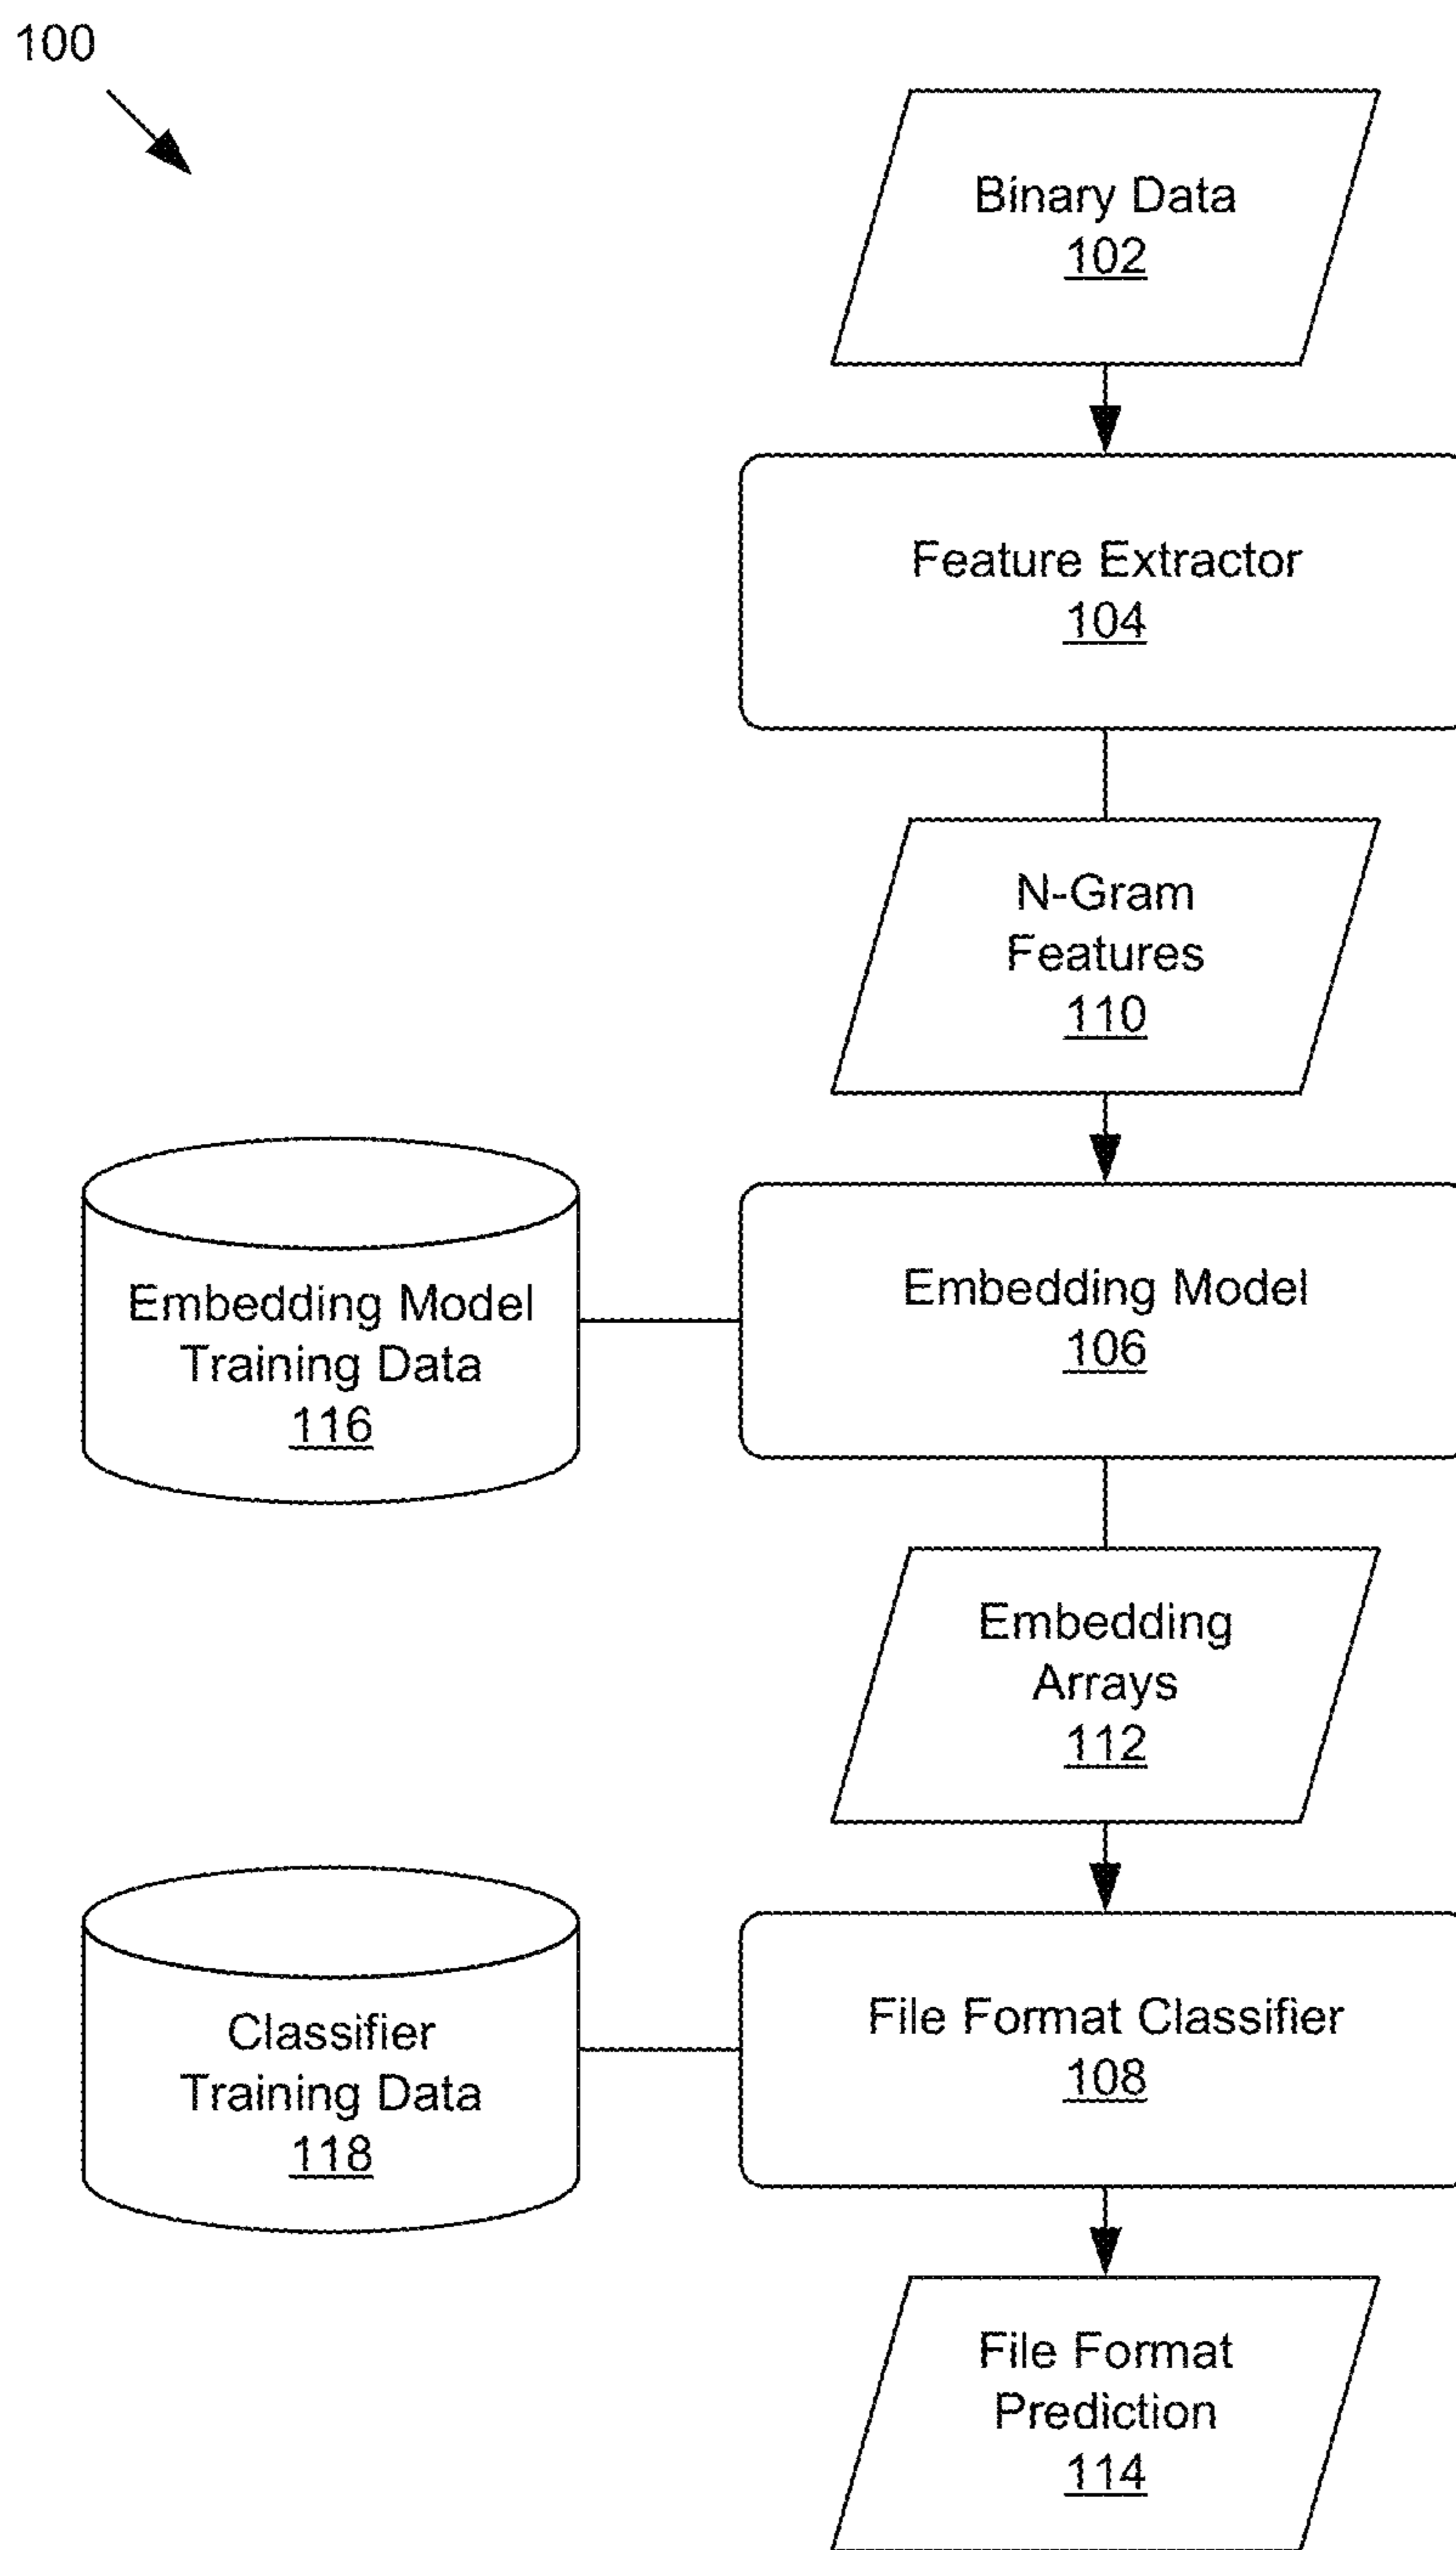 100
Binary Data
102
Feature Extractor
104
N-Gram
Features
110
Embedding Model
Training Data
116
Embedding Model
106
Embedding
Arrays
112
Classifier
Training Data
118
File Format Classifier
108
File Format
Prediction
114